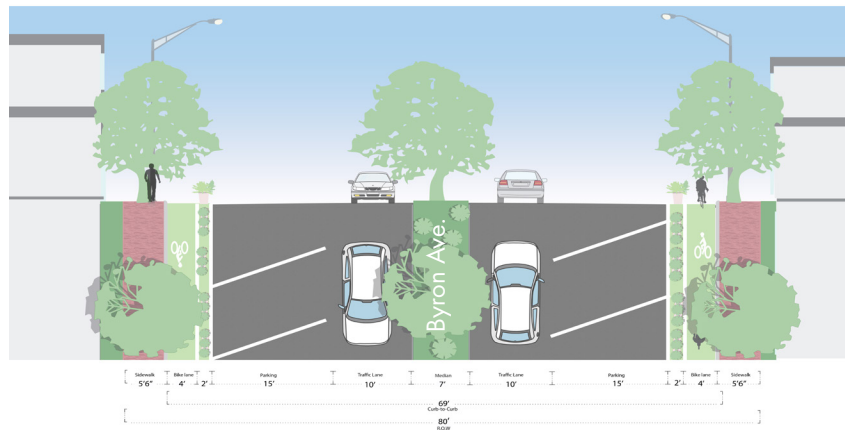 Byron Ave.
Sidewalk Bike lane Parking Traffic Lane Median Traffic Lane Parking Bike lane Sidewalk
5'6" 4' 2' 15' 10' 7' 10' 15' 2' 4' 5'6"
69'
Curb-to-Curb
80'
R.O.W